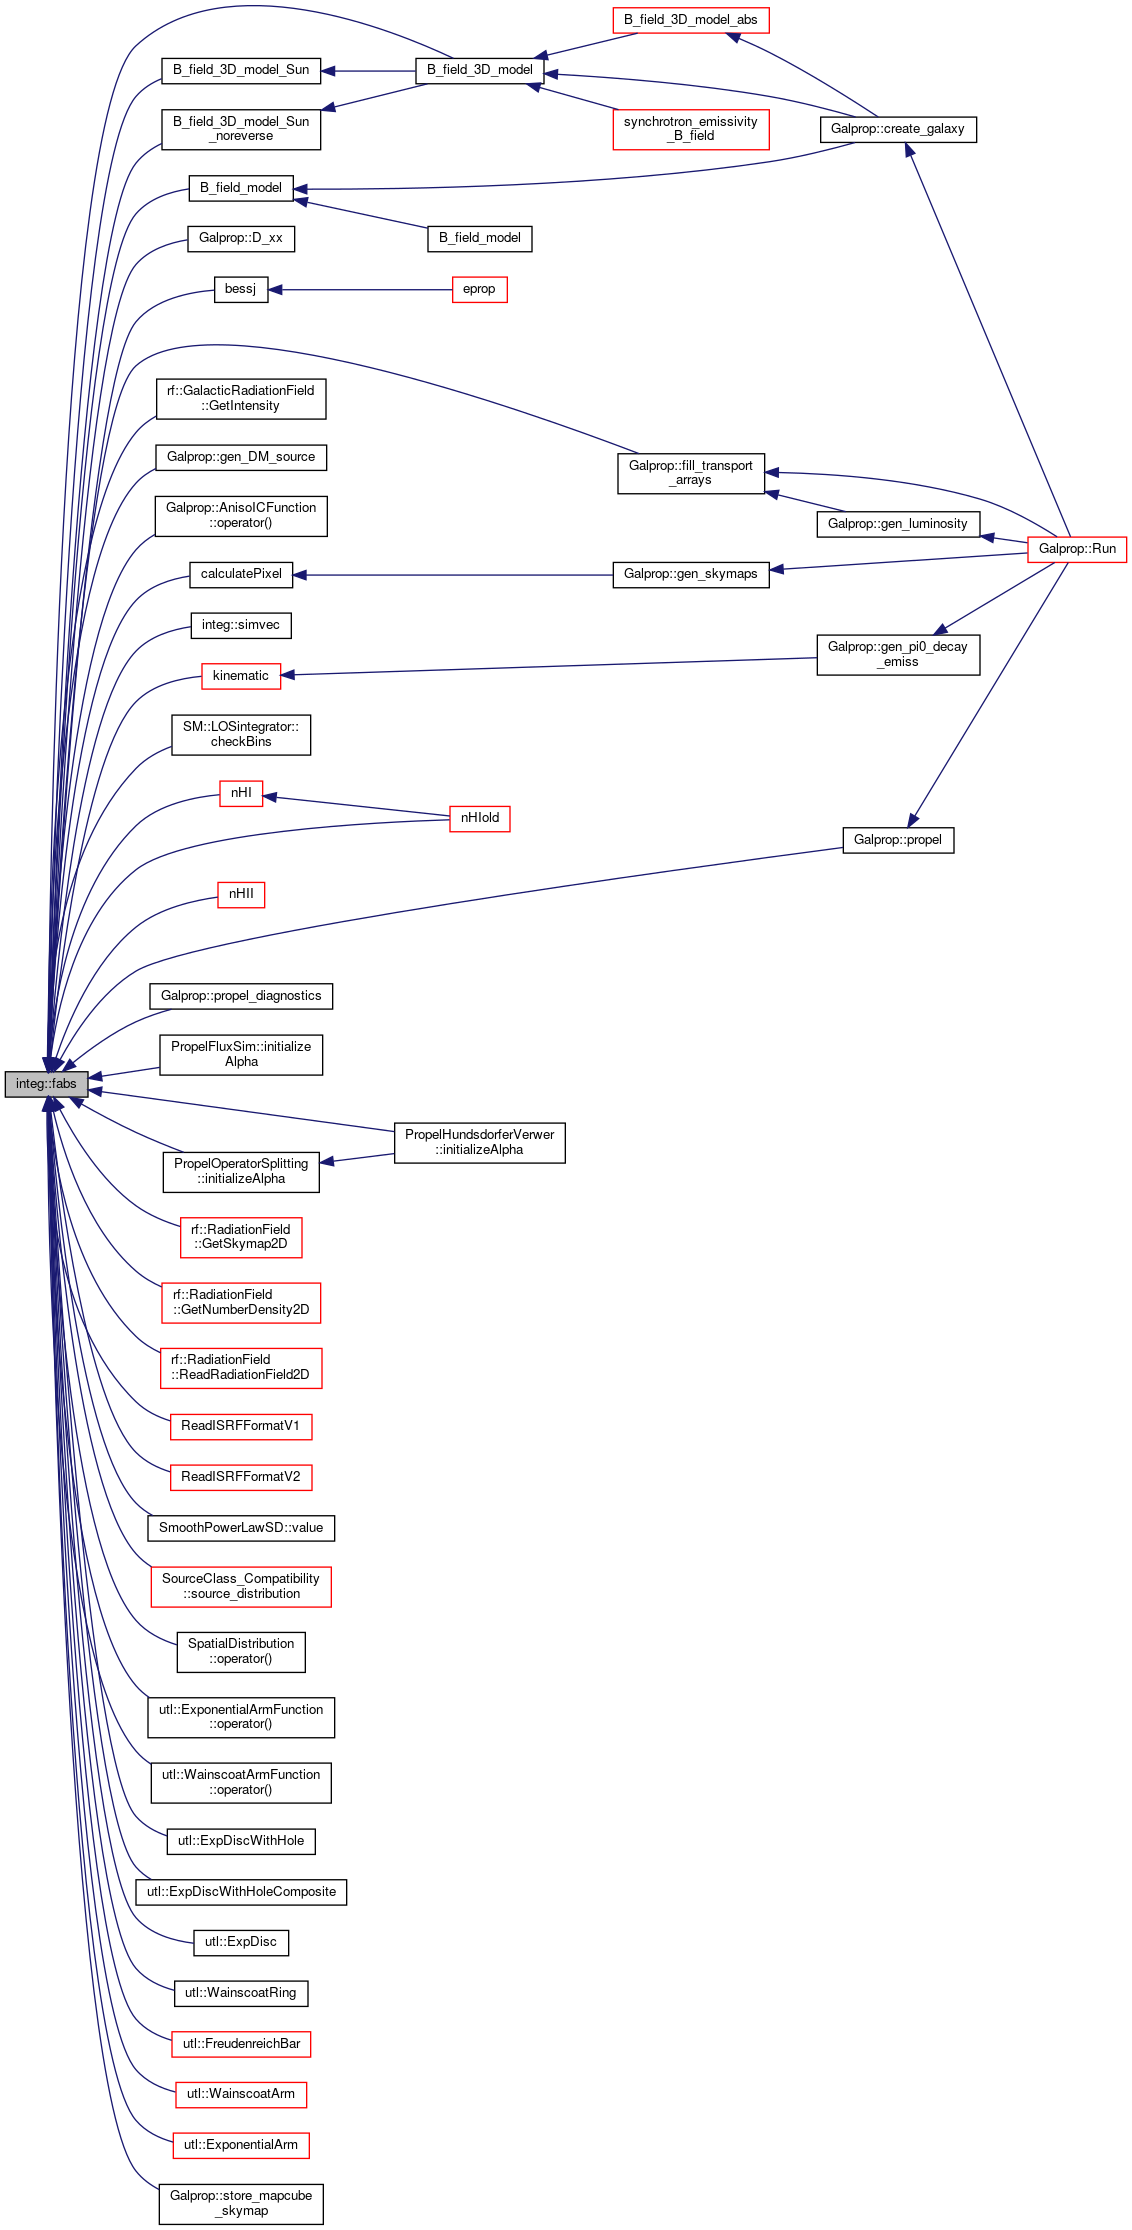 B_field_3D_model_abs
B_field_3D_model_Sun
B_field_3D_model
B_field_3D_model_Sun
_noreverse
synchrotron_emissivity
_B_field
Galprop::create_galaxy
B_field_model
B_field_model
Galprop::D_xx
bessj
eprop
rf::GalacticRadiationField
::GetIntensity
Galprop::gen_DM_source
Galprop::fill_transport
_arrays
Galprop::AnisoICFunction
::operator()
Galprop::gen_luminosity
Galprop::Run
calculatePixel
Galprop::gen_skymaps
integ::simvec
Galprop::gen_pi0_decay
_emiss
kinematic
SM::LOSintegrator::
checkBins
nHI
nHIold
Galprop::propel
nHII
Galprop::propel_diagnostics
PropelFluxSim::initialize
Alpha
integ::fabs
PropelHundsdorferVerwer
::initializeAlpha
PropelOperatorSplitting
::initializeAlpha
rf::RadiationField
::GetSkymap2D
rf::RadiationField
::GetNumberDensity2D
rf::RadiationField
::ReadRadiationField2D
ReadISRFFormatV1
ReadISRFFormatV2
SmoothPowerLawSD::value
SourceClass_Compatibility
::source_distribution
SpatialDistribution
::operator()
utl::ExponentialArmFunction
::operator()
utl::WainscoatArmFunction
::operator()
utl::ExpDiscWithHole
utl::ExpDiscWithHoleComposite
utl::ExpDisc
utl::WainscoatRing
utl::FreudenreichBar
utl::WainscoatArm
utl::ExponentialArm
Galprop::store_mapcube
_skymap